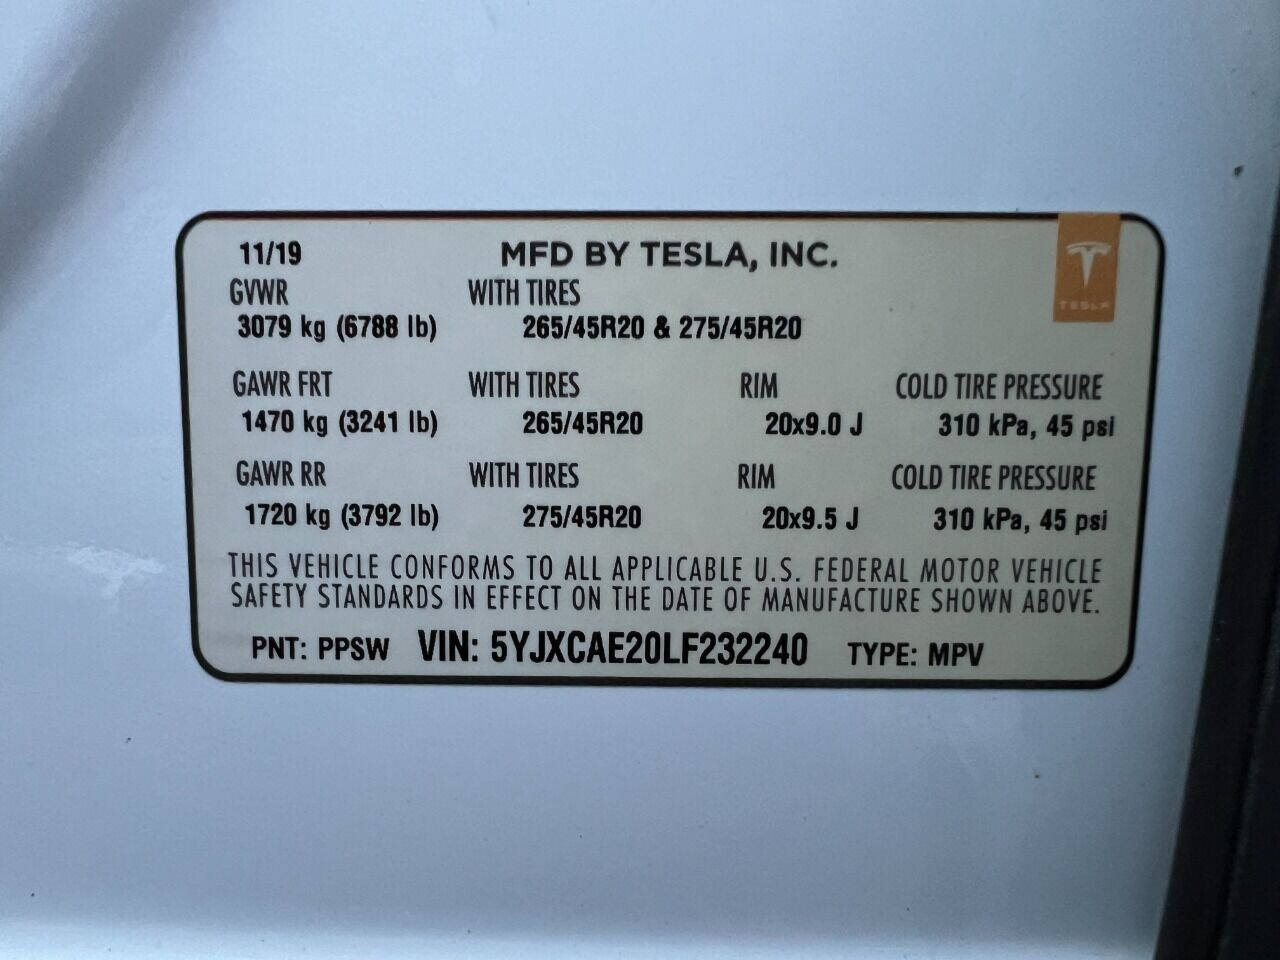 11/19 MFD BY TESLA, INC.
TESLA
GVWR WITH TIRES
3079 kg (6788 lb) 265/45R20 & 275/45R20
GAWR FRT WITH TIRES RIM COLD TIRE PRESSURE
1470 kg (3241 lb) 265/45R20 20x9.0 J 310 kPa, 45 psi
GAWR RR WITH TIRES RIM COLD TIRE PRESSURE
1720 kg (3792 lb) 275/45R20 20x9.5 J 310 kPa, 45 psi
THIS VEHICLE CONFORMS TO ALL APPLICABLE U.S. FEDERAL MOTOR VEHICLE
SAFETY STANDARDS IN EFFECT ON THE DATE OF MANUFACTURE SHOWN ABOVE.
PNT: PPSW VIN: 5YJXCAE20LF232240 TYPE: MPV